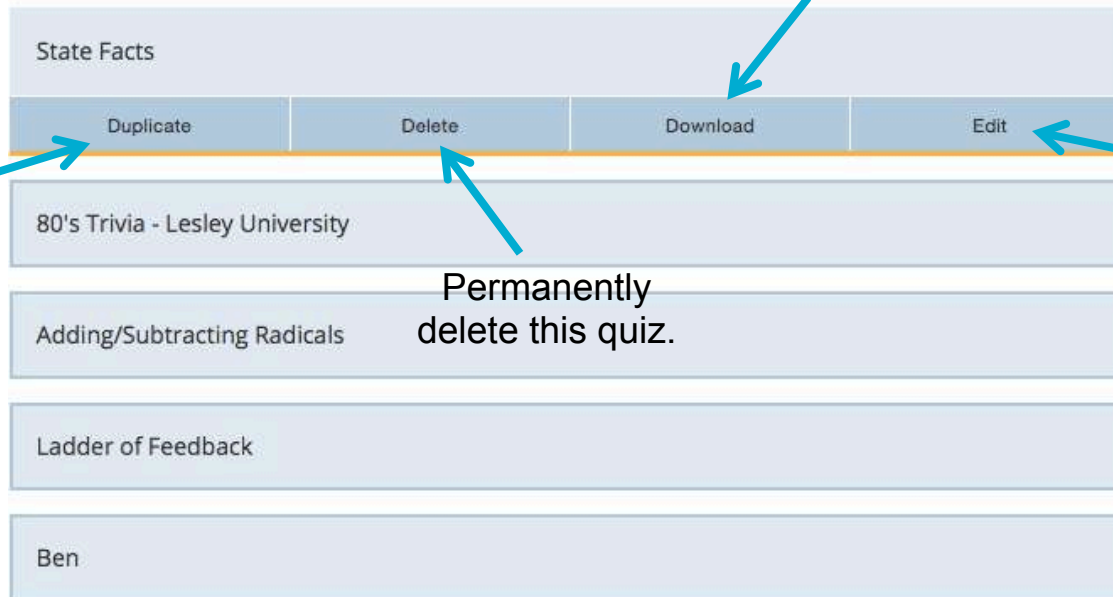 State Facts
Duplicate Delete Download Edit
80's Trivia - Lesley University
Permanently
delete this quiz.
Adding/Subtracting Radicals
Ladder of Feedback
Ben